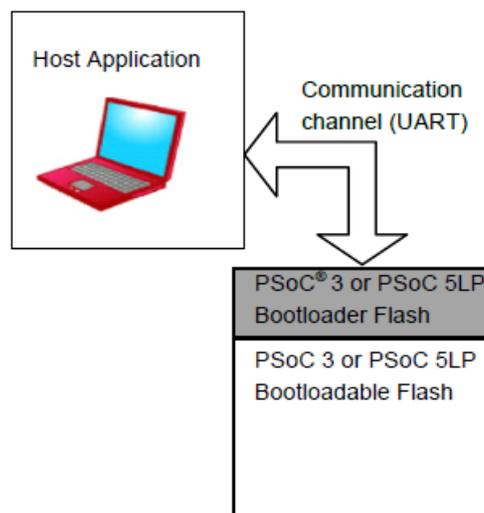 Host Application
Communication
channel (UART)
PSoC® 3 or PSoC 5LP
Bootloader Flash
PSoC 3 or PSoC 5LP
Bootloadable Flash